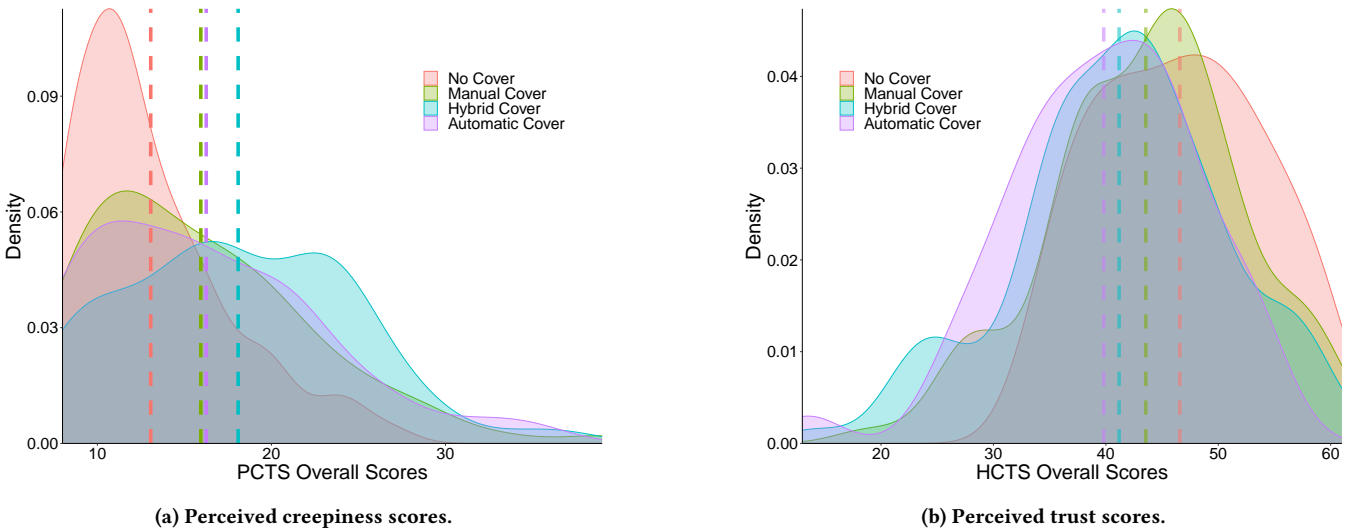 Density
0.09
0.06
0.03
0.00
10
20
30
PCTS Overall Scores
No Cover
Manual Cover
Hybrid Cover
Automatic Cover
(a) Perceived creepiness scores.
Density
0.04
0.03
0.02
0.01
0.00
20
30
40
50
60
HCTS Overall Scores
No Cover
Manual Cover
Hybrid Cover
Automatic Cover
(b) Perceived trust scores.